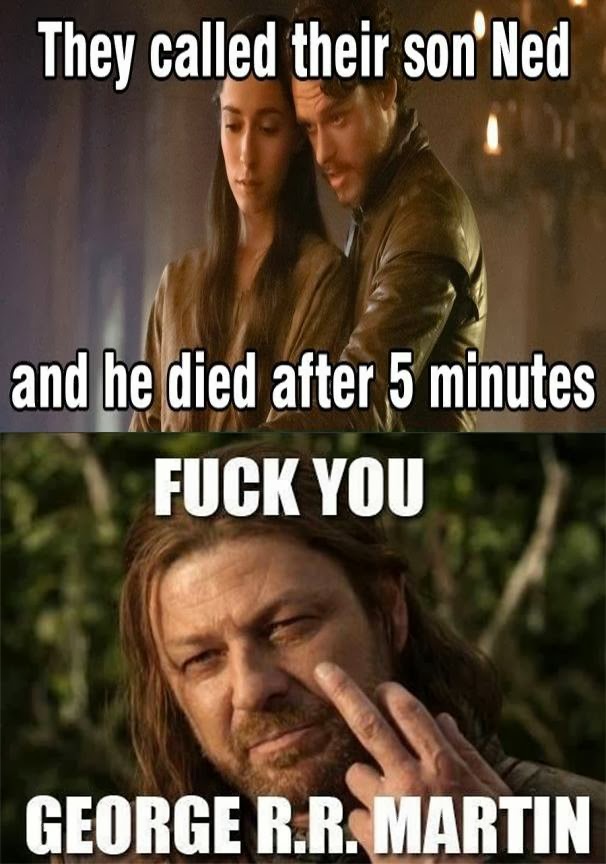 They called their son Ned
and he died after 5 minutes
FUCK YOU
GEORGE R.R. MARTIN